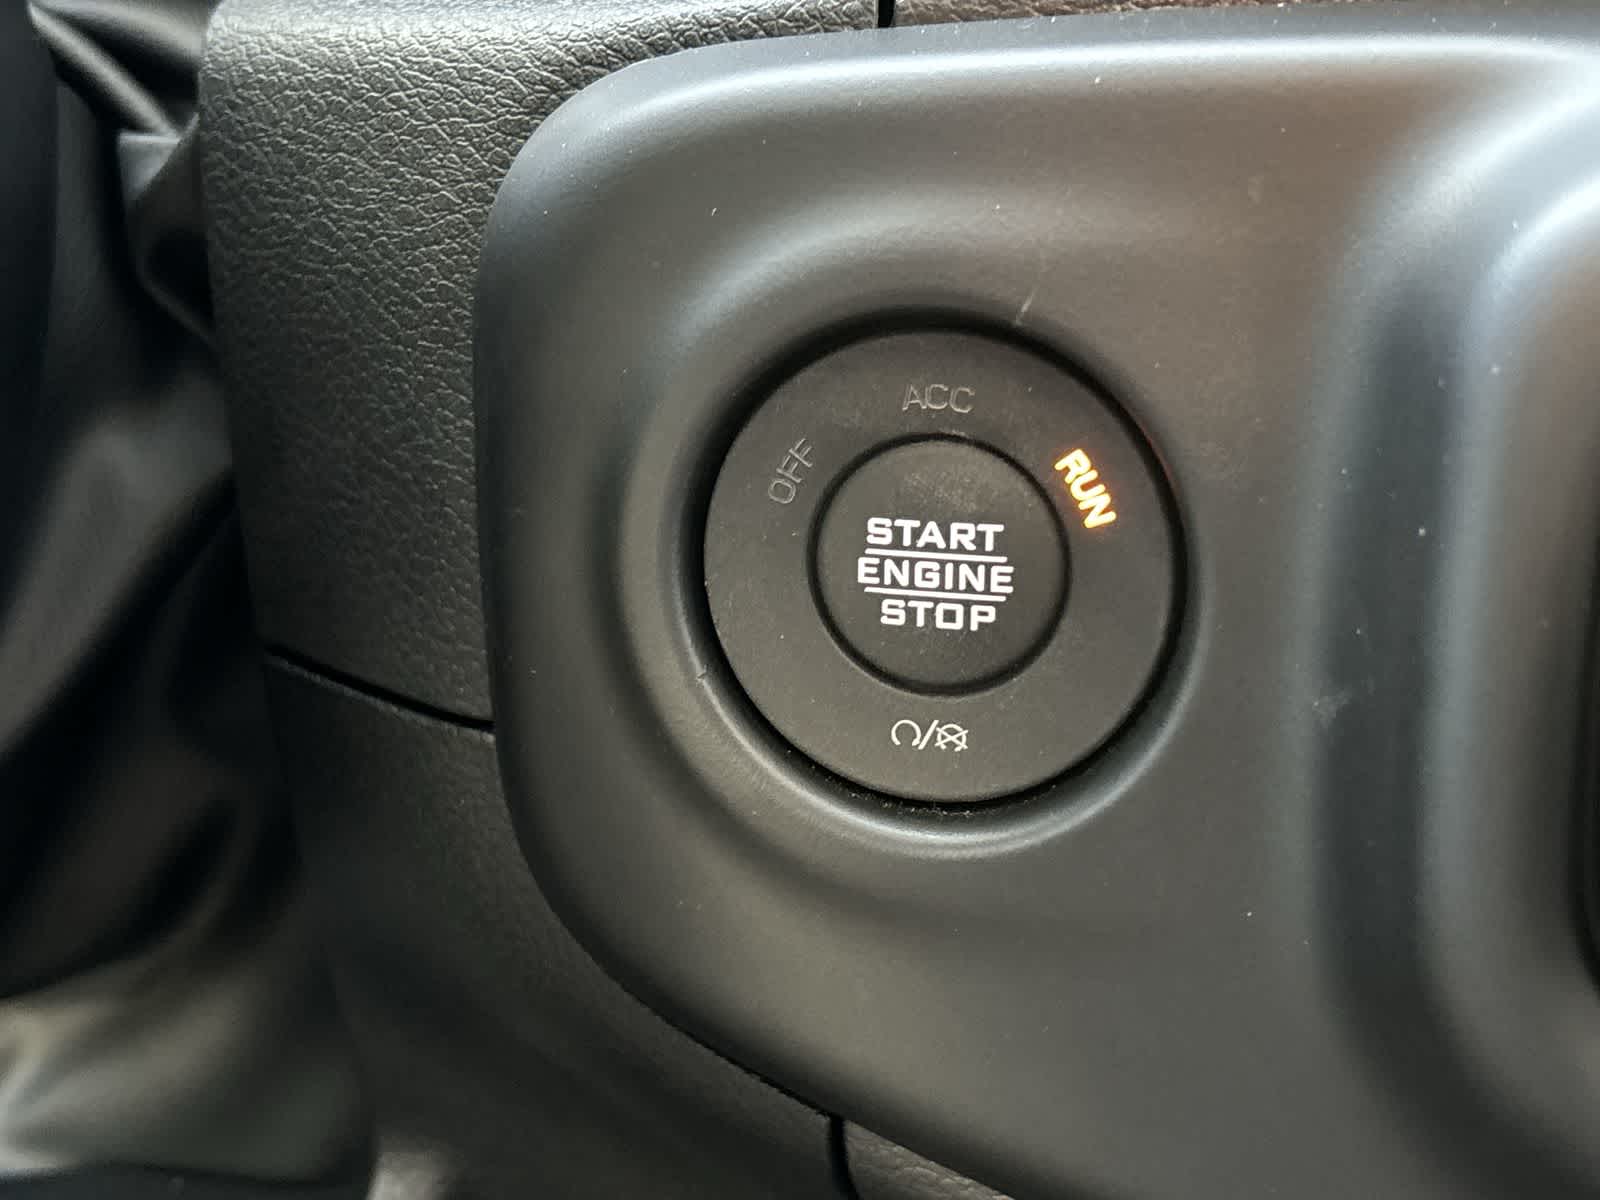 ACC
OFF
RUN
START
ENGINE
STOP